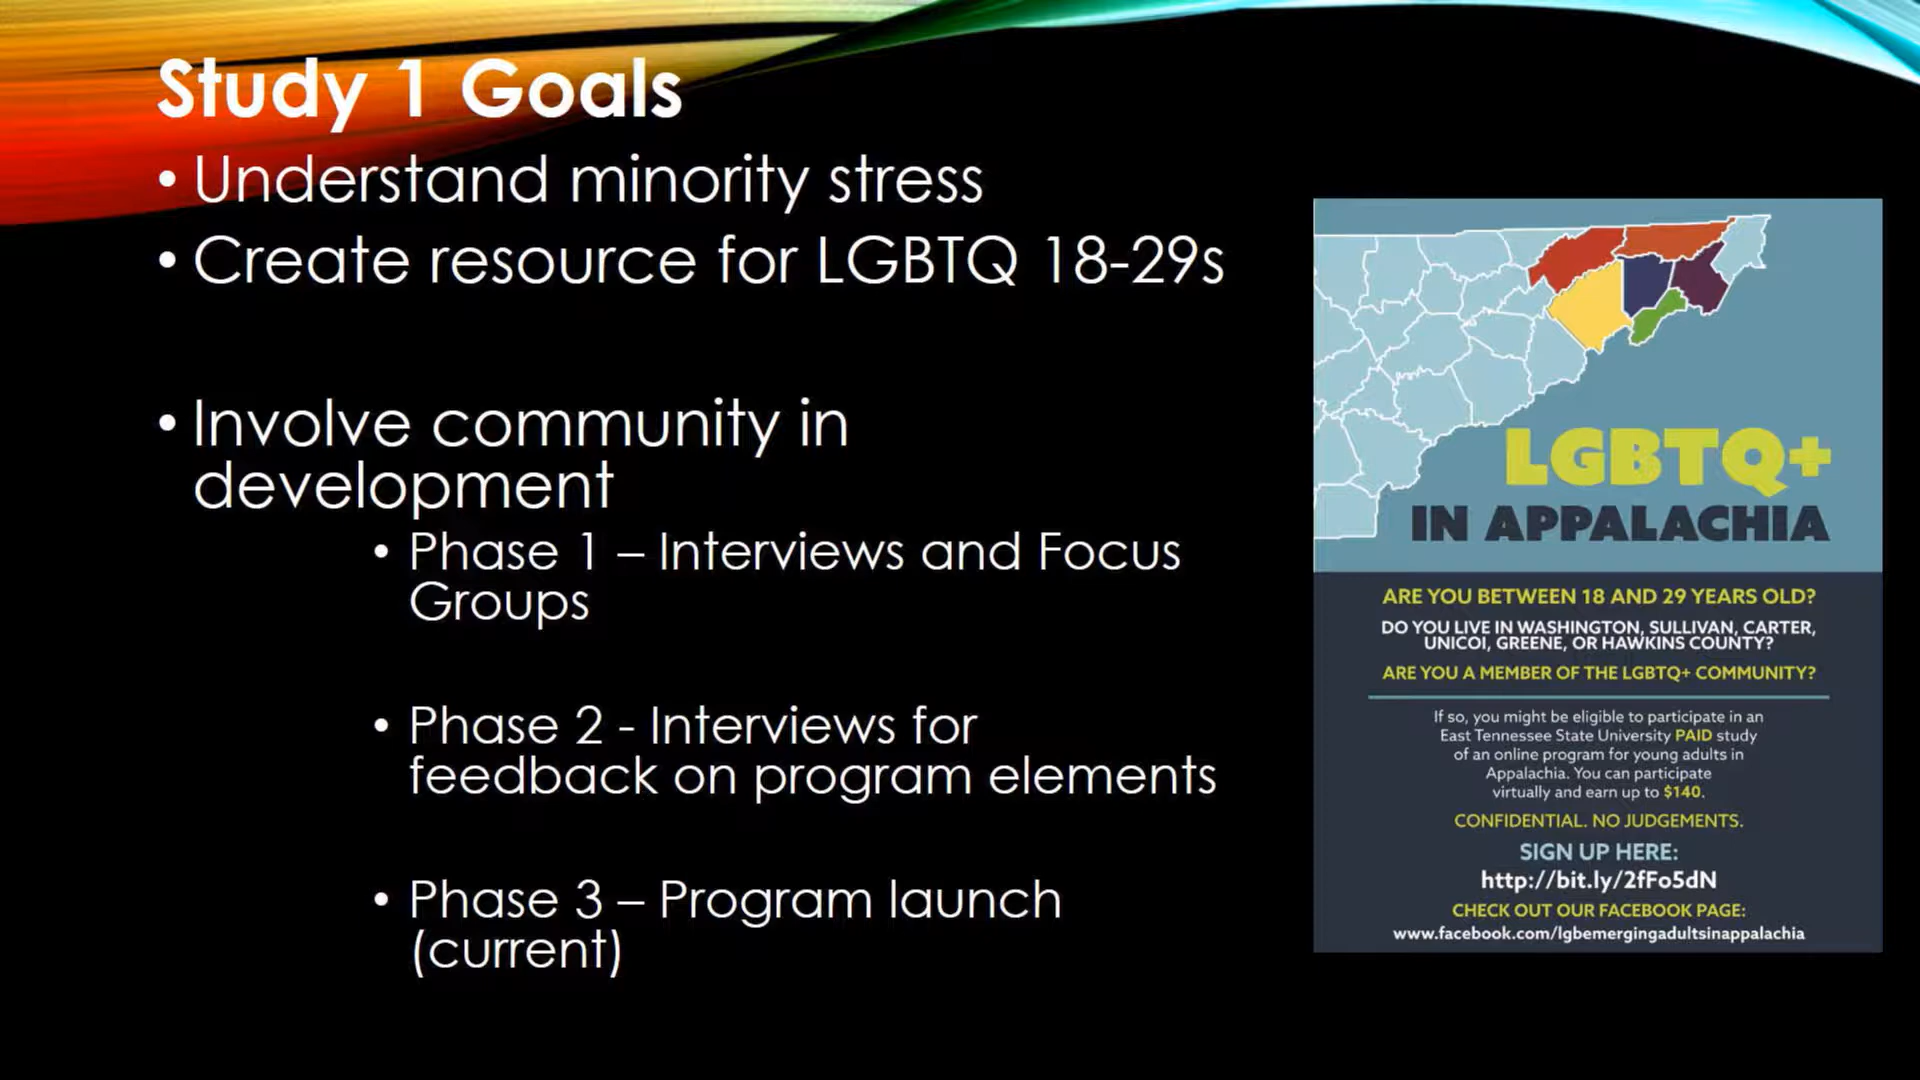 Study 1 Goals
• Understand minority stress
• Create resource for LGBTQ 18-29s
• Involve community in
development
• Phase 1 – Interviews and Focus
Groups
• Phase 2 - Interviews for
feedback on program elements
• Phase 3 – Program launch
(current)
LGBTQ+
IN APPALACHIA
ARE YOU BETWEEN 18 AND 29 YEARS OLD?
DO YOU LIVE IN WASHINGTON, SULLIVAN, CARTER,
UNICOI, GREENE, OR HAWKINS COUNTY?
ARE YOU A MEMBER OF THE LGBTQ+ COMMUNITY?
If so, you might be eligible to participate in an
East Tennessee State University PAID study
of an online program for young adults in
Appalachia. You can participate
virtually and earn up to $140.
CONFIDENTIAL. NO JUDGEMENTS.
SIGN UP HERE:
http://bit.ly/2fFo5dN
CHECK OUT OUR FACEBOOK PAGE:
www.facebook.com/lgbemergingadultsinappalachia